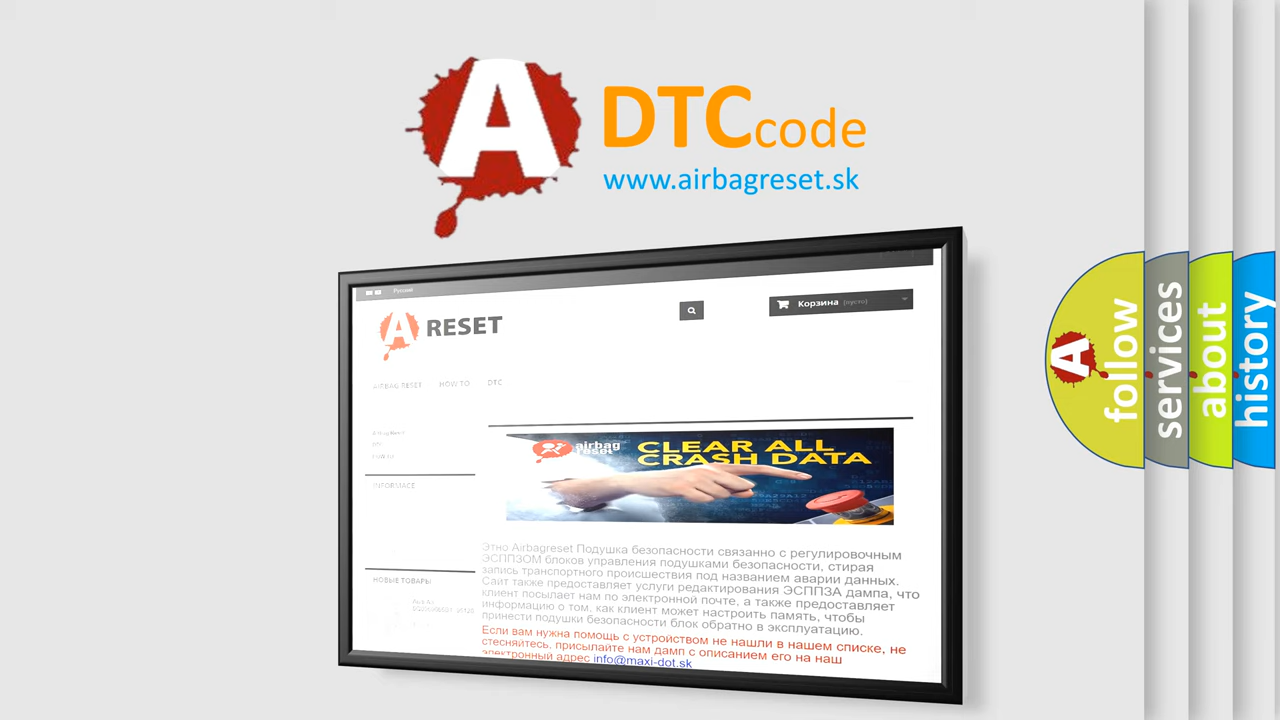 A
DTCcode
www.airbagreset.sk
Русский
A RESET
Корзина (пусто)
AIRBAG RESET HOW TO DTC
Airbag Reset
DTC
INFORMACE
airbag
reset
CLEAR ALL
CRASH DATA
Этно Airbagreset Подушка безопасности связанно с регулировочным
ЭСППЗОМ блоков управления подушками безопасности, стирая
запись транспортного происшествия под названием аварии данных.
Сайт также предоставляет услуги редактирования ЭСППЗА дампа, что
клиент посылает нам по электронной почте, а также предоставляет
информацию о том, как клиент может настроить память, чтобы
принести подушки безопасности блок обратно в эксплуатацию.
Если вам нужна помощь с устройством не нашли в нашем списке, не
стесняйтесь, присылайте нам дамп с описанием его на наш
электронный адрес info@maxi-dot.sk
НОВЫЕ ТОВАРЫ
A
follow
services
about
history